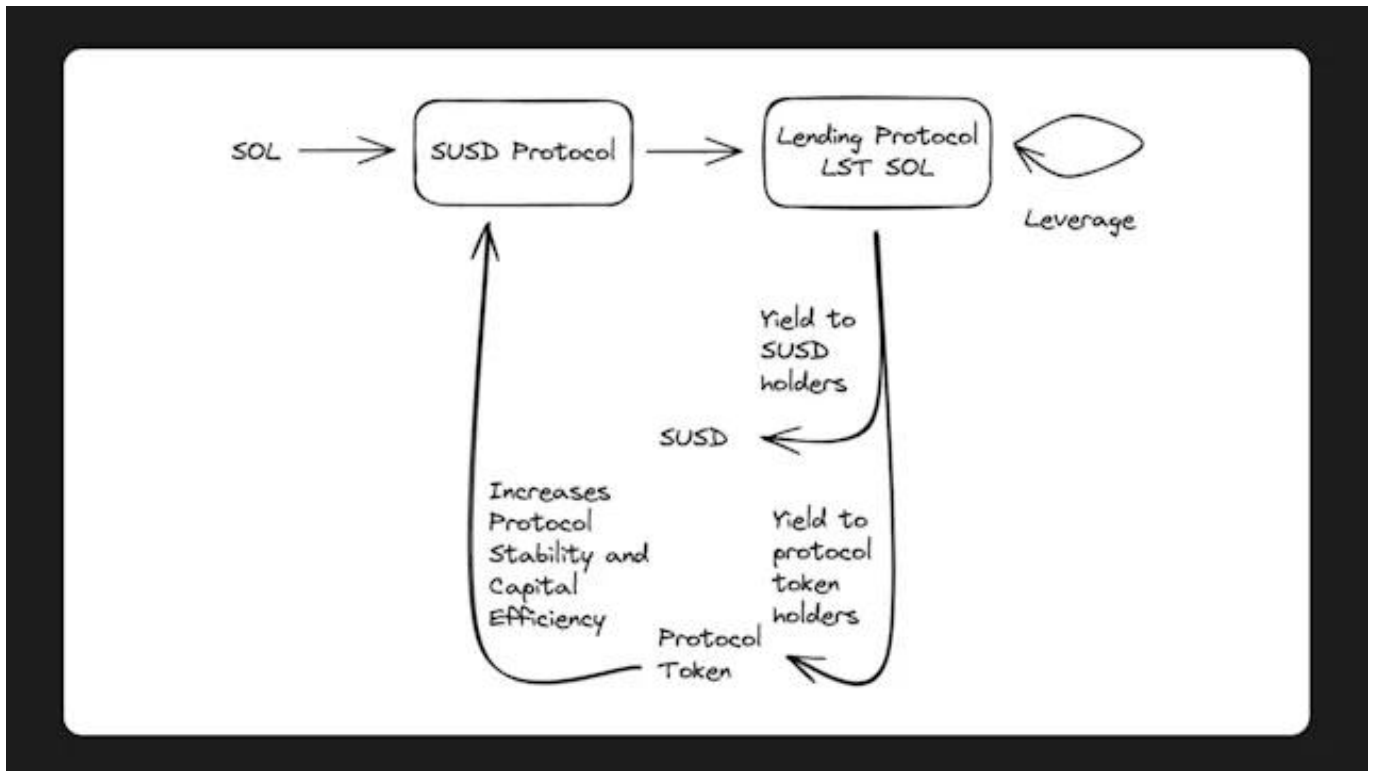 SOL
SUSD Protocol
Lending Protocol
LST SOL
Leverage
Yield to
SUSD
holders
SUSD
Increases
Protocol
Stability and
Capital
Efficiency
Yield to
protocol
token
holders
Protocol
Token